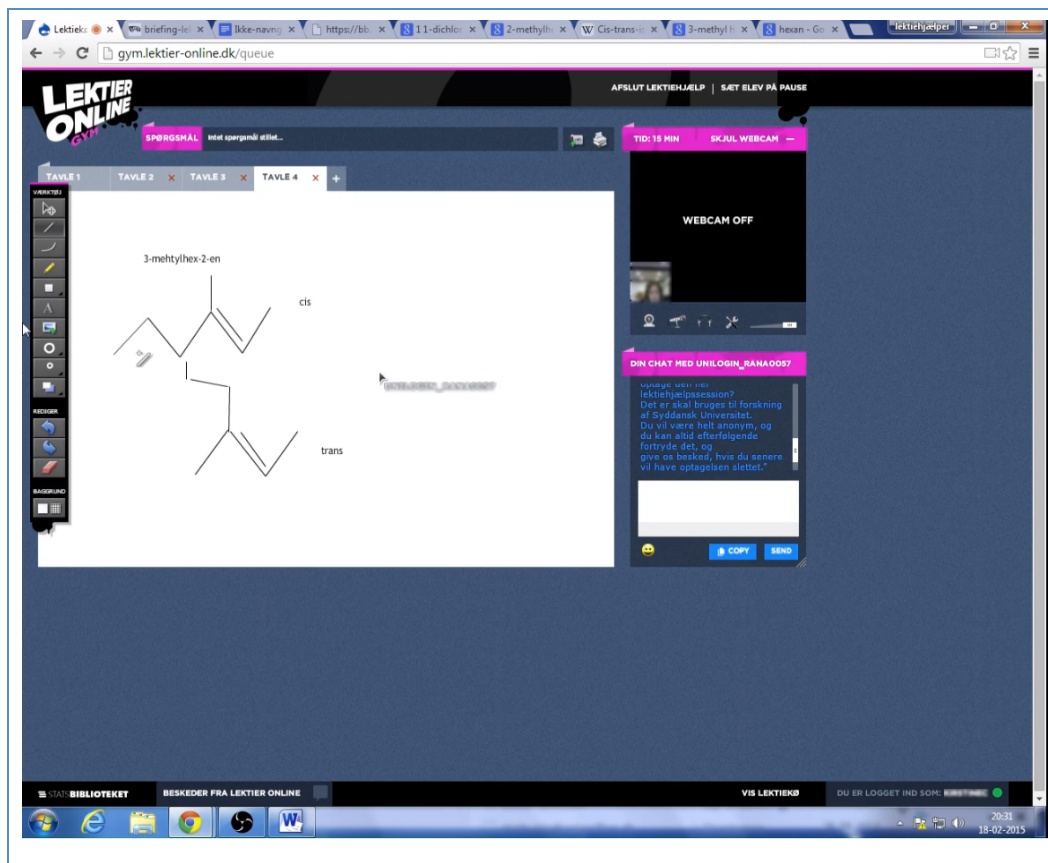 Lektieka
briefing-lel
Ikke-navng
https://bb.
1 1-dichlor
2-methylh
Cis-trans-is
3-methyl h
hexan - Go
lektiehjælper
gym.lektier-online.dk/queue
LEKTIER
ONLINE
GYM
AFSLUT LEKTIEHJÆLP | SÆT ELEV PÅ PAUSE
SPØRGSMÅL Intet spørgsmål stillet...
TID: 15 MIN SKJUL WEBCAM
TAVLE 1 TAVLE 2 TAVLE 3 TAVLE 4 +
VÆRKTØJ
WEBCAM OFF
3-mehtylhex-2-en
cis
trans
UNILOGIN_RANA0057
DIN CHAT MED UNILOGIN_RANA0057
optage den her
lektiehjælpssession?
Det er skal bruges til forskning
af Syddansk Universitet.
Du vil være helt anonym, og
du kan altid efterfølgende
fortryde det, og
give os besked, hvis du senere
vil have optagelsen slettet."
REDIGER
BAGGRUND
COPY SEND
STATSBIBLIOTEKET BESKEDER FRA LEKTIER ONLINE VIS LEKTIEKØ DU ER LOGGET IND SOM:
20:31
18-02-2015